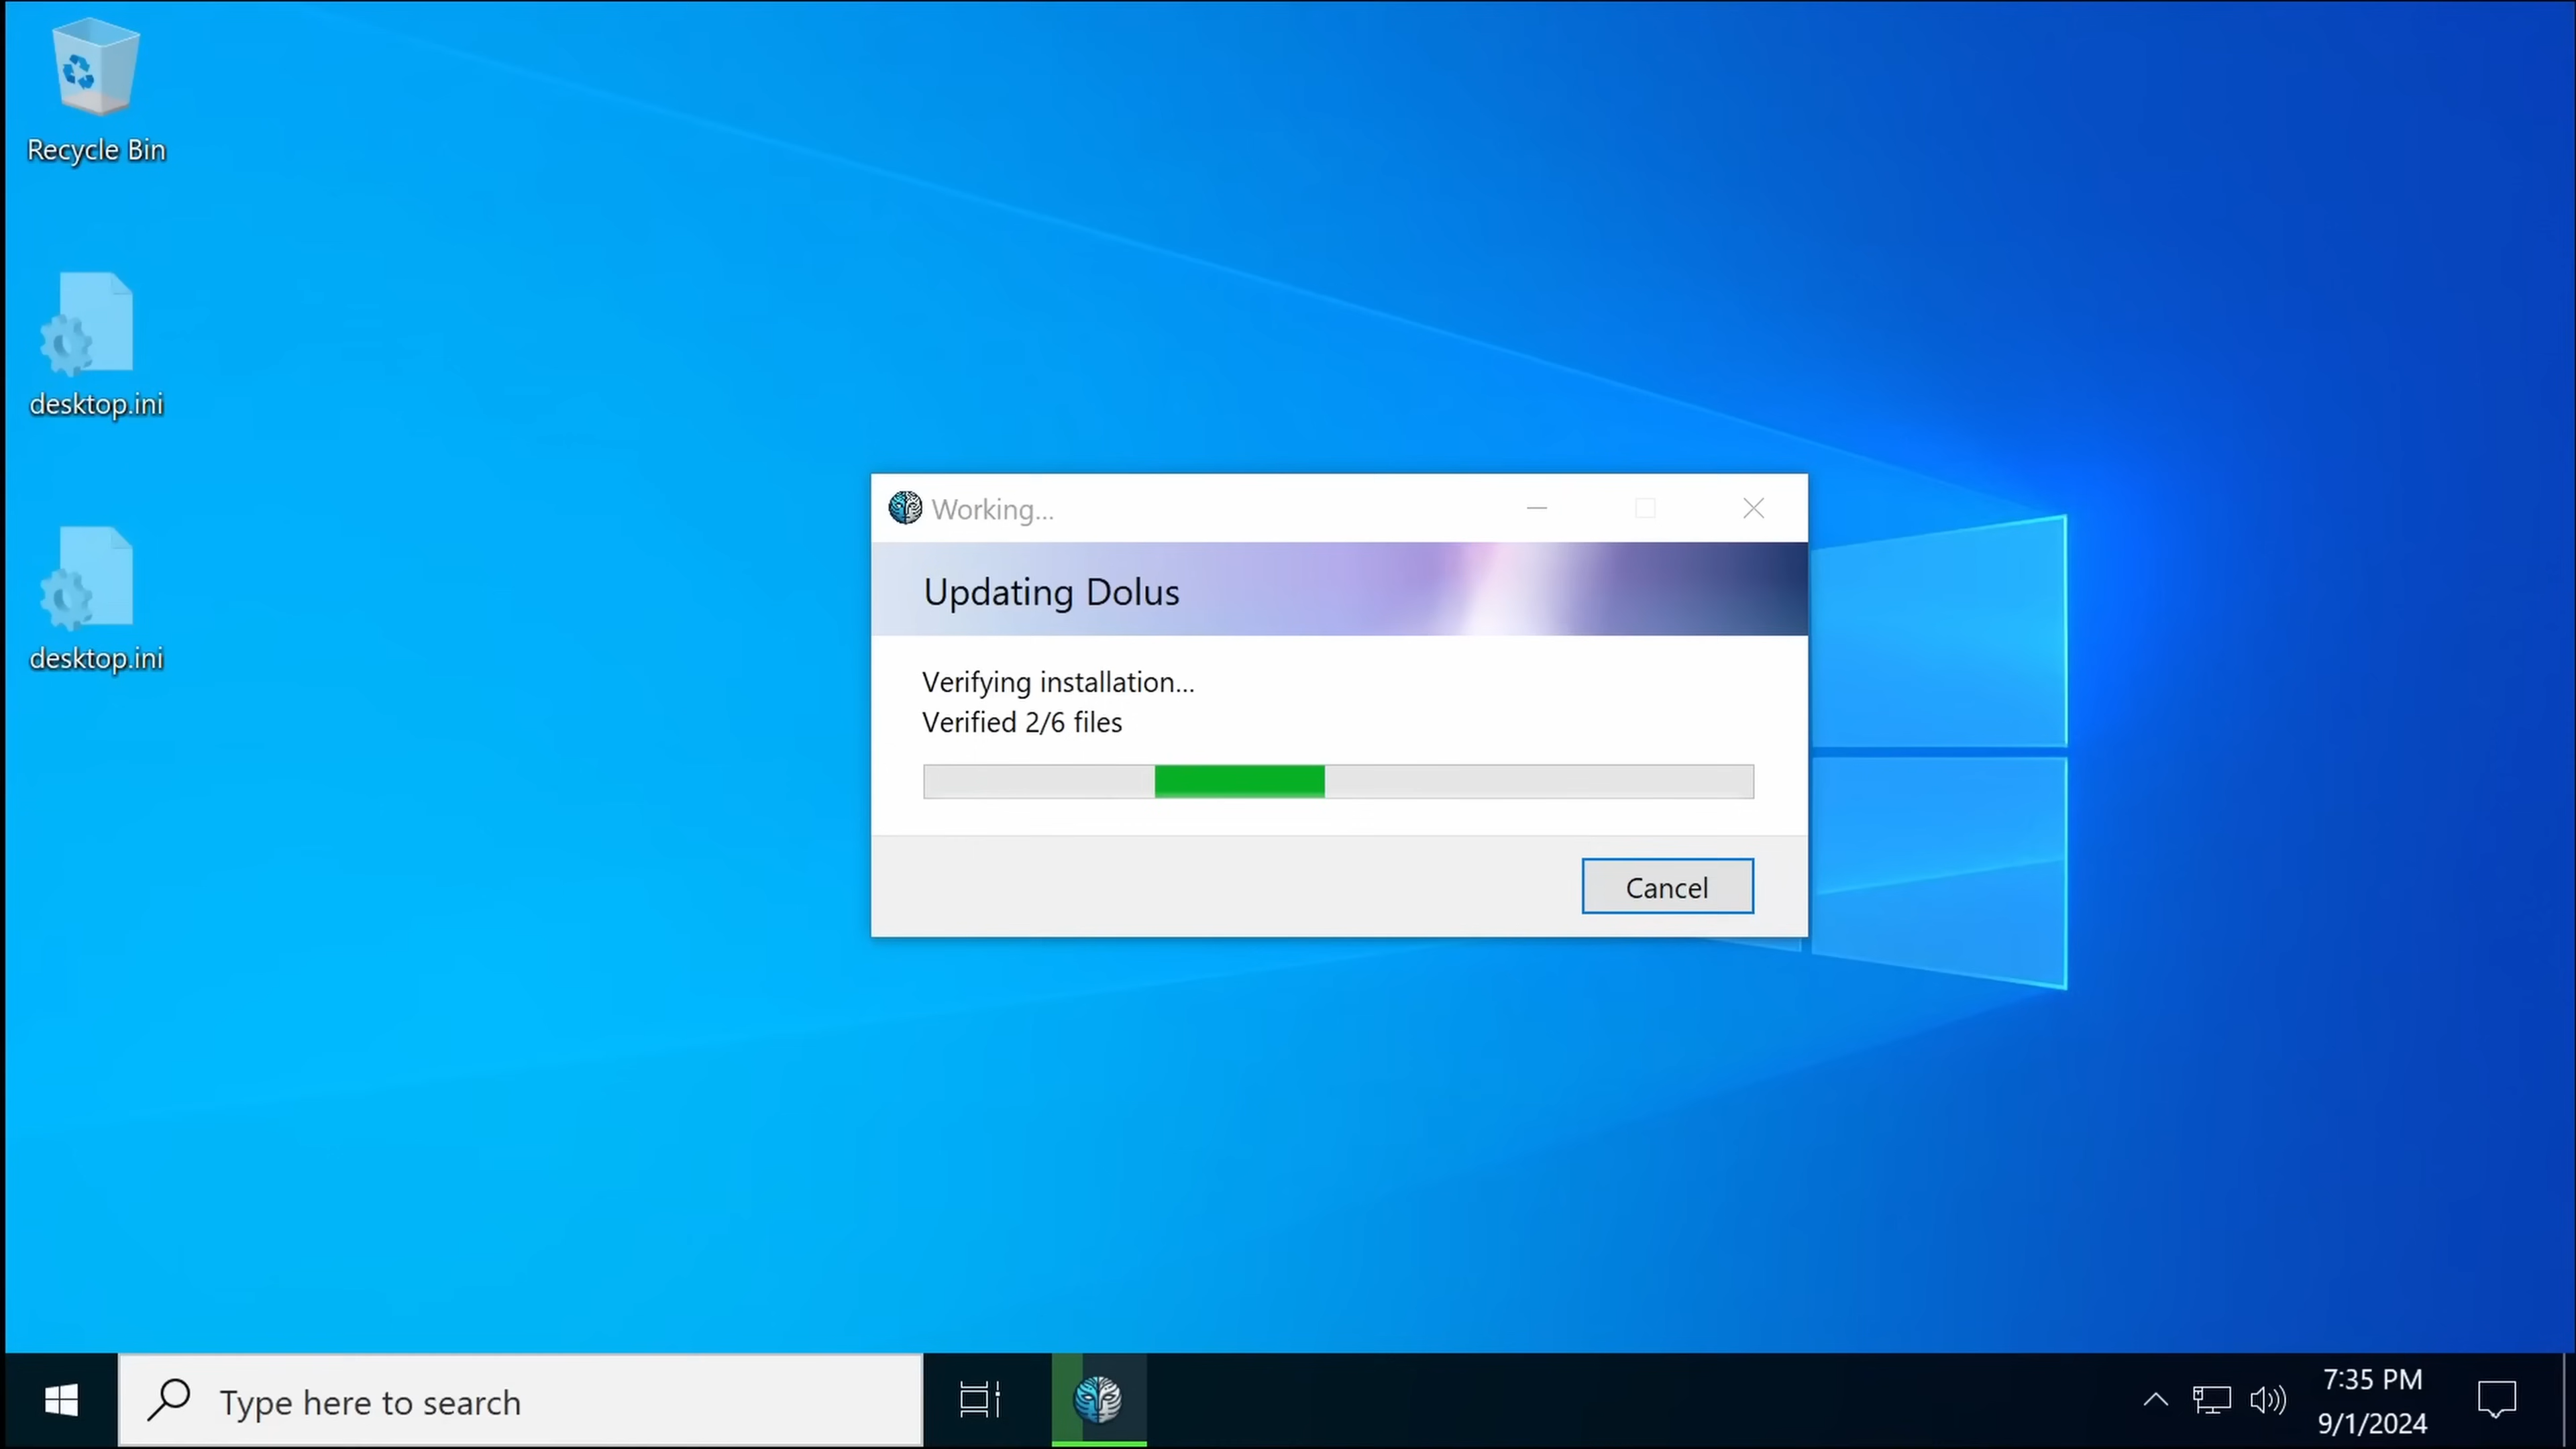 Recycle Bin
desktop.ini
desktop.ini
Working...
Updating Dolus
Verifying installation...
Verified 2/6 files
Cancel
Type here to search
7:35 PM
9/1/2024